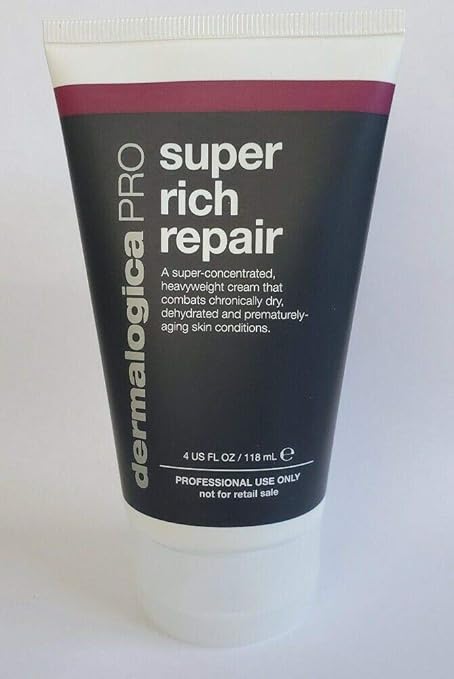 dermalogica PRO
super
rich
repair
A super-concentrated,
heavyweight cream that
combats chronically dry,
dehydrated and prematurely-
aging skin conditions.
4 US FL OZ / 118 mL ℮
PROFESSIONAL USE ONLY
not for retail sale